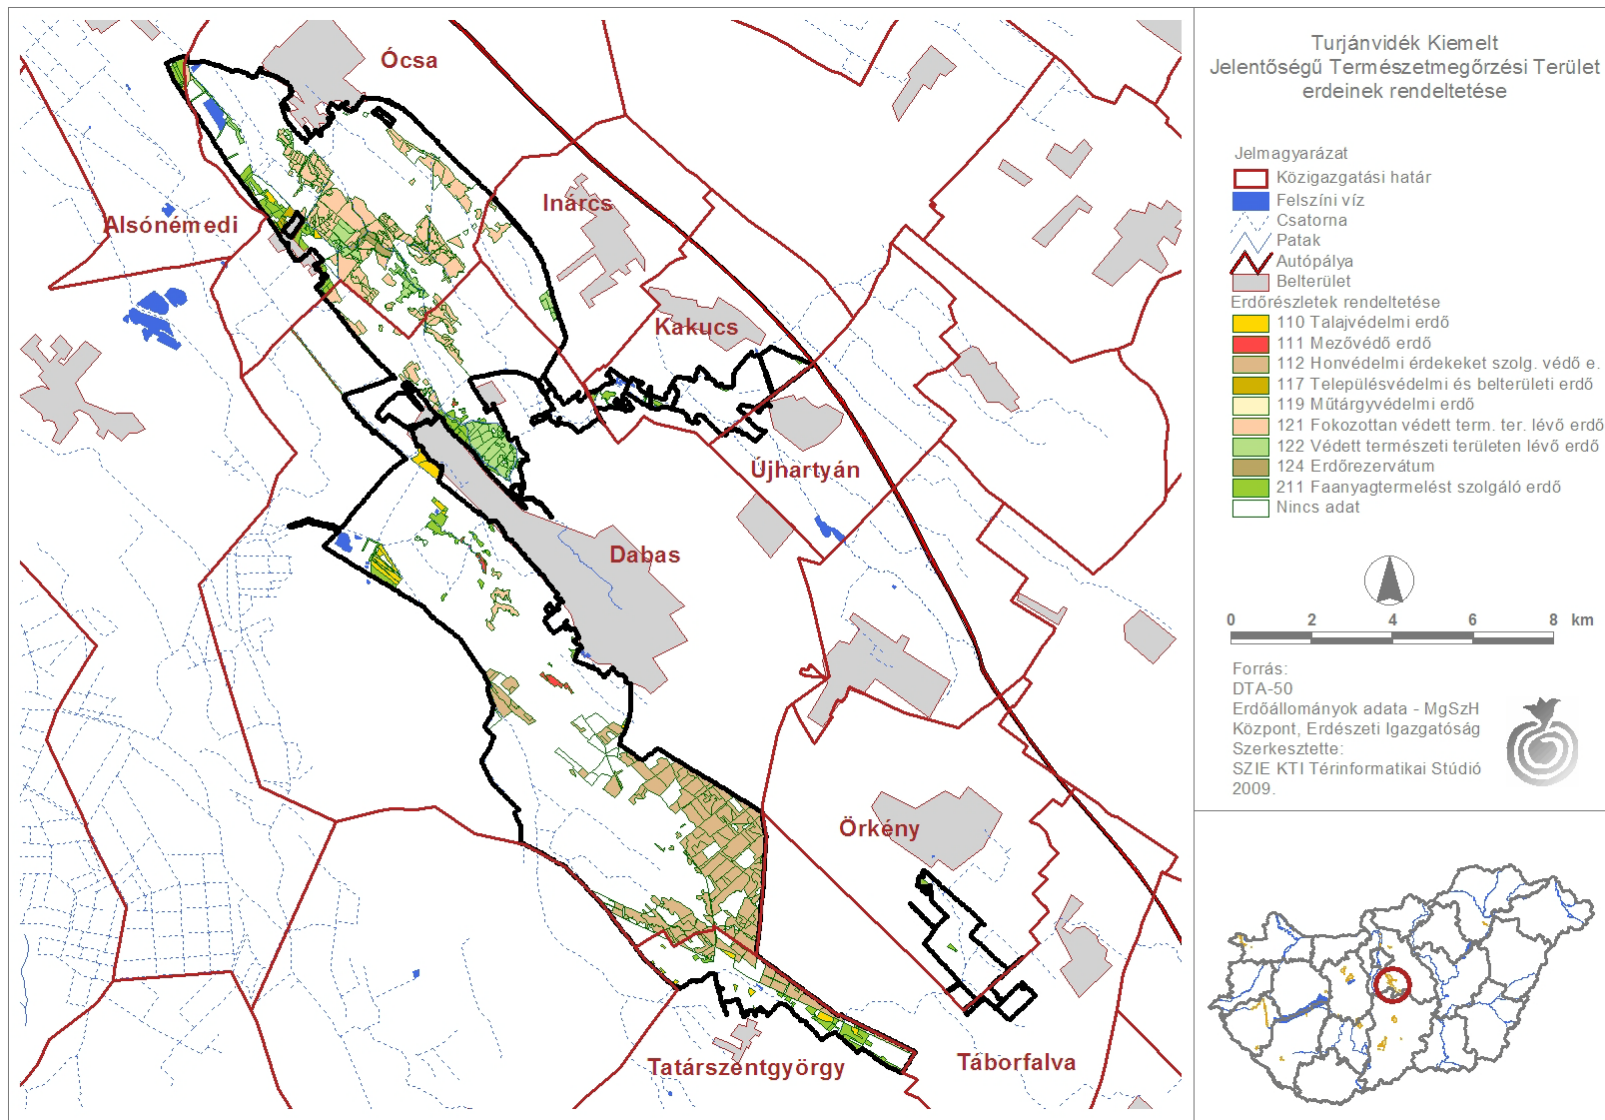 Ócsa
Inárcs
Alsónémedi
Kakucs
Újhartyán
Dabas
Örkény
Tatárszentgyörgy
Táborfalva
Turjánvidék Kiemelt
Jelentőségű Természetmegőrzési Terület
erdeinek rendeltetése
Jelmagyarázat
Közigazgatási határ
Felszíni víz
Csatorna
Patak
Autópálya
Belterület
Erdőrészletek rendeltetése
110 Talajvédelmi erdő
111 Mezővédő erdő
112 Honvédelmi érdekeket szolg. védő e.
117 Településvédelmi és belterületi erdő
119 Műtárgyvédelmi erdő
121 Fokozottan védett term. ter. lévő erdő
122 Védett természeti területen lévő erdő
124 Erdőrezervátum
211 Faanyagtermelést szolgáló erdő
Nincs adat
0 2 4 6 8 km
Forrás:
DTA-50
Erdőállományok adata - MgSzH
Központ, Erdészeti Igazgatóság
Szerkesztette:
SZIE KTI Térinformatikai Stúdió
2009.